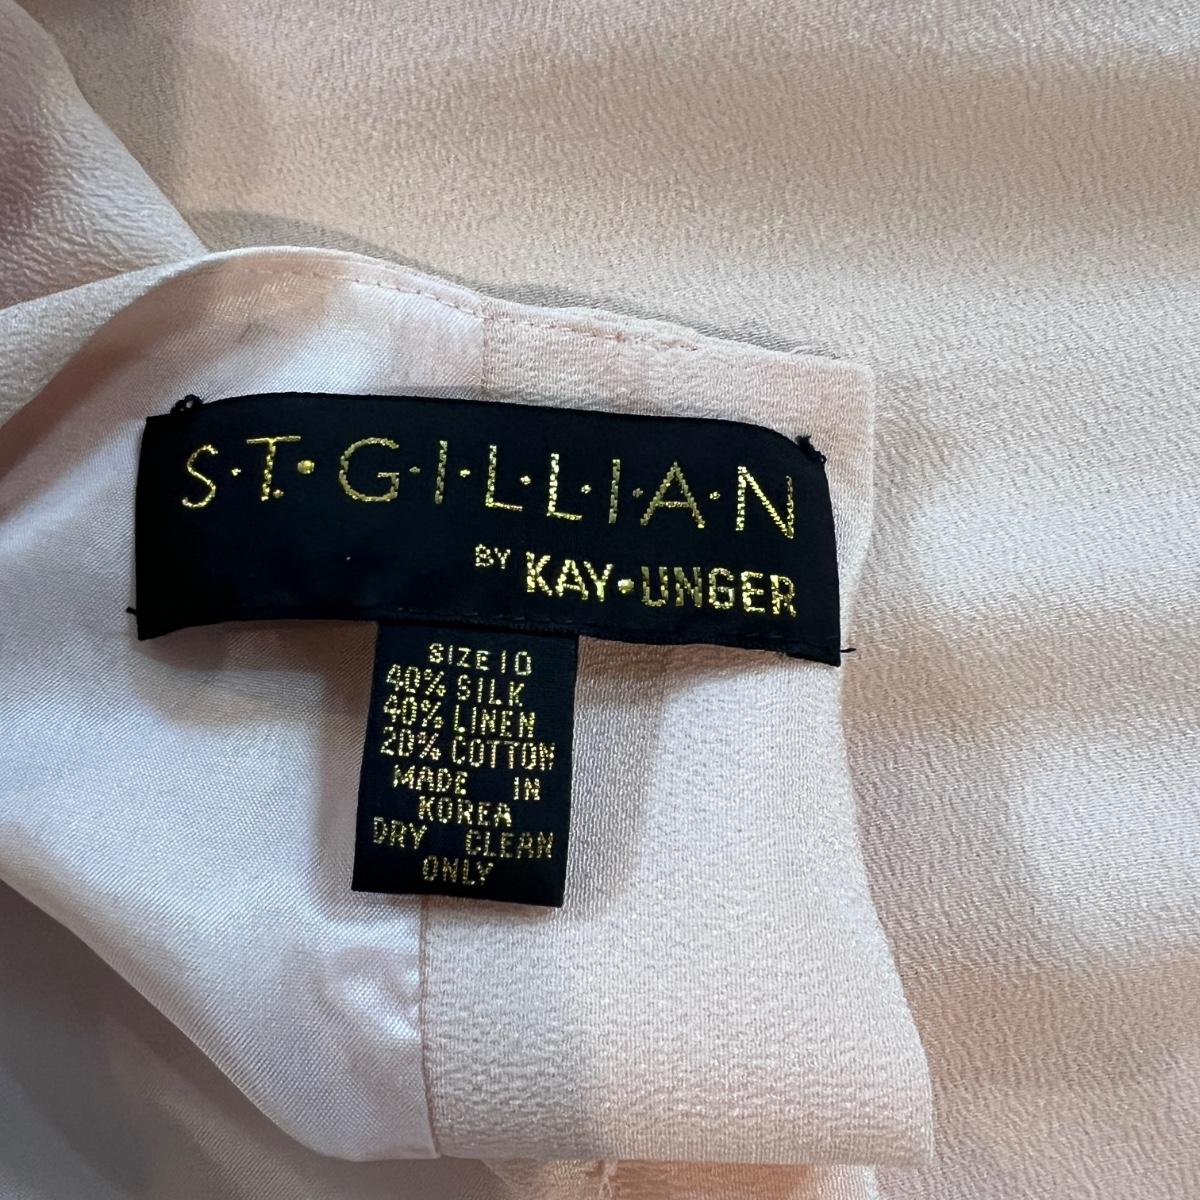 S·T.·G·I·L·L·I·A·N
BY KAY·UNGER
SIZE 10
40% SILK
40% LINEN
20% COTTON
MADE IN
KOREA
DRY CLEAN
ONLY